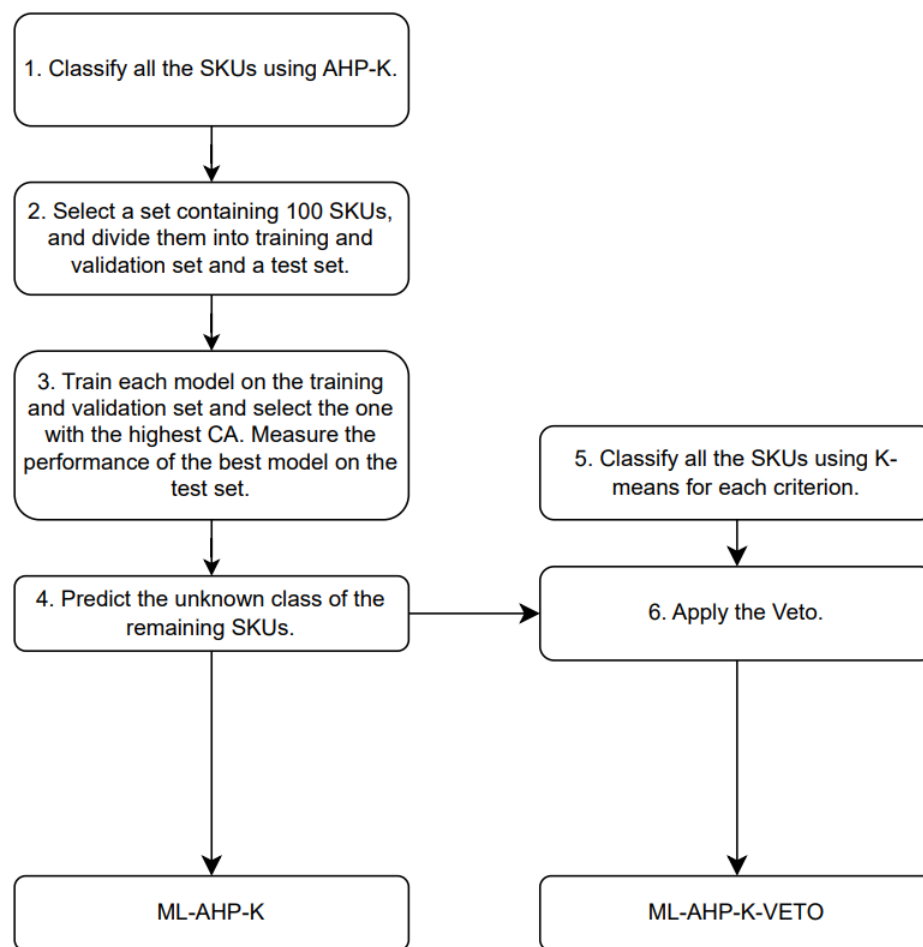 1. Classify all the SKUs using AHP-K.
2. Select a set containing 100 SKUs,
and divide them into training and
validation set and a test set.
3. Train each model on the training
and validation set and select the one
with the highest CA. Measure the
performance of the best model on the
test set.
5. Classify all the SKUs using K-
means for each criterion.
4. Predict the unknown class of the
remaining SKUs.
6. Apply the Veto.
ML-AHP-K
ML-AHP-K-VETO